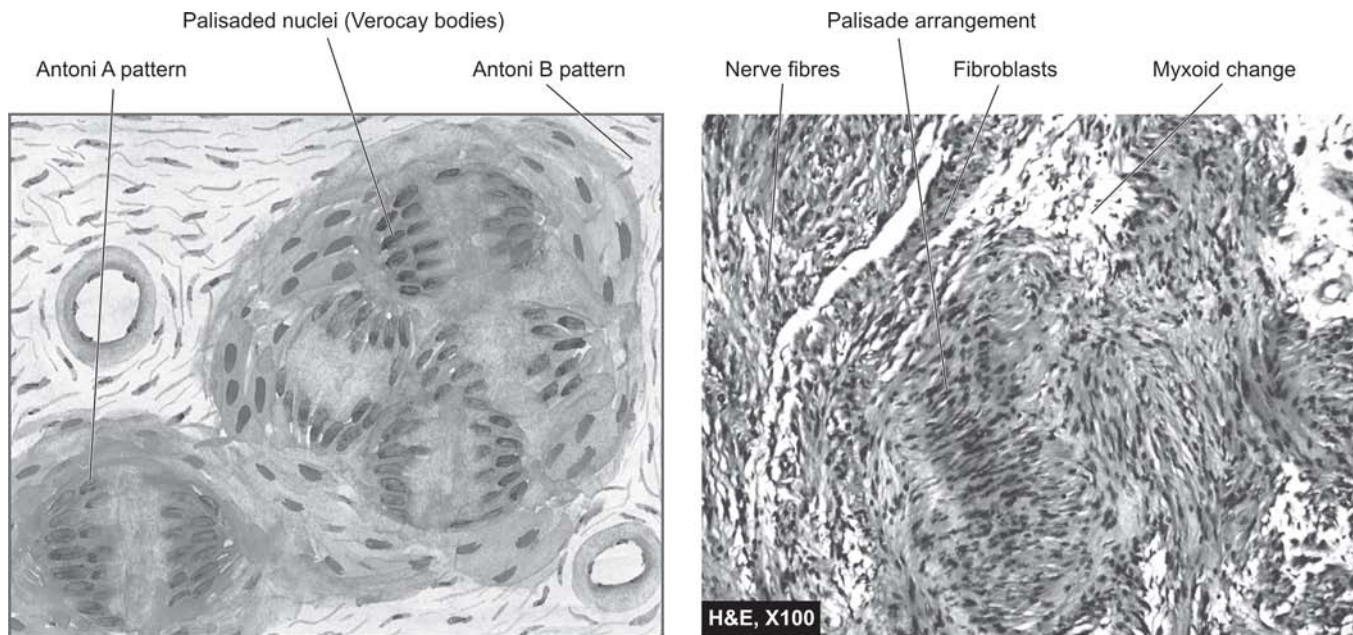 Palisaded nuclei (Verocay bodies)
Antoni A pattern
Antoni B pattern
Palisade arrangement
Nerve fibres
Fibroblasts
Myxoid change
H&E, X100